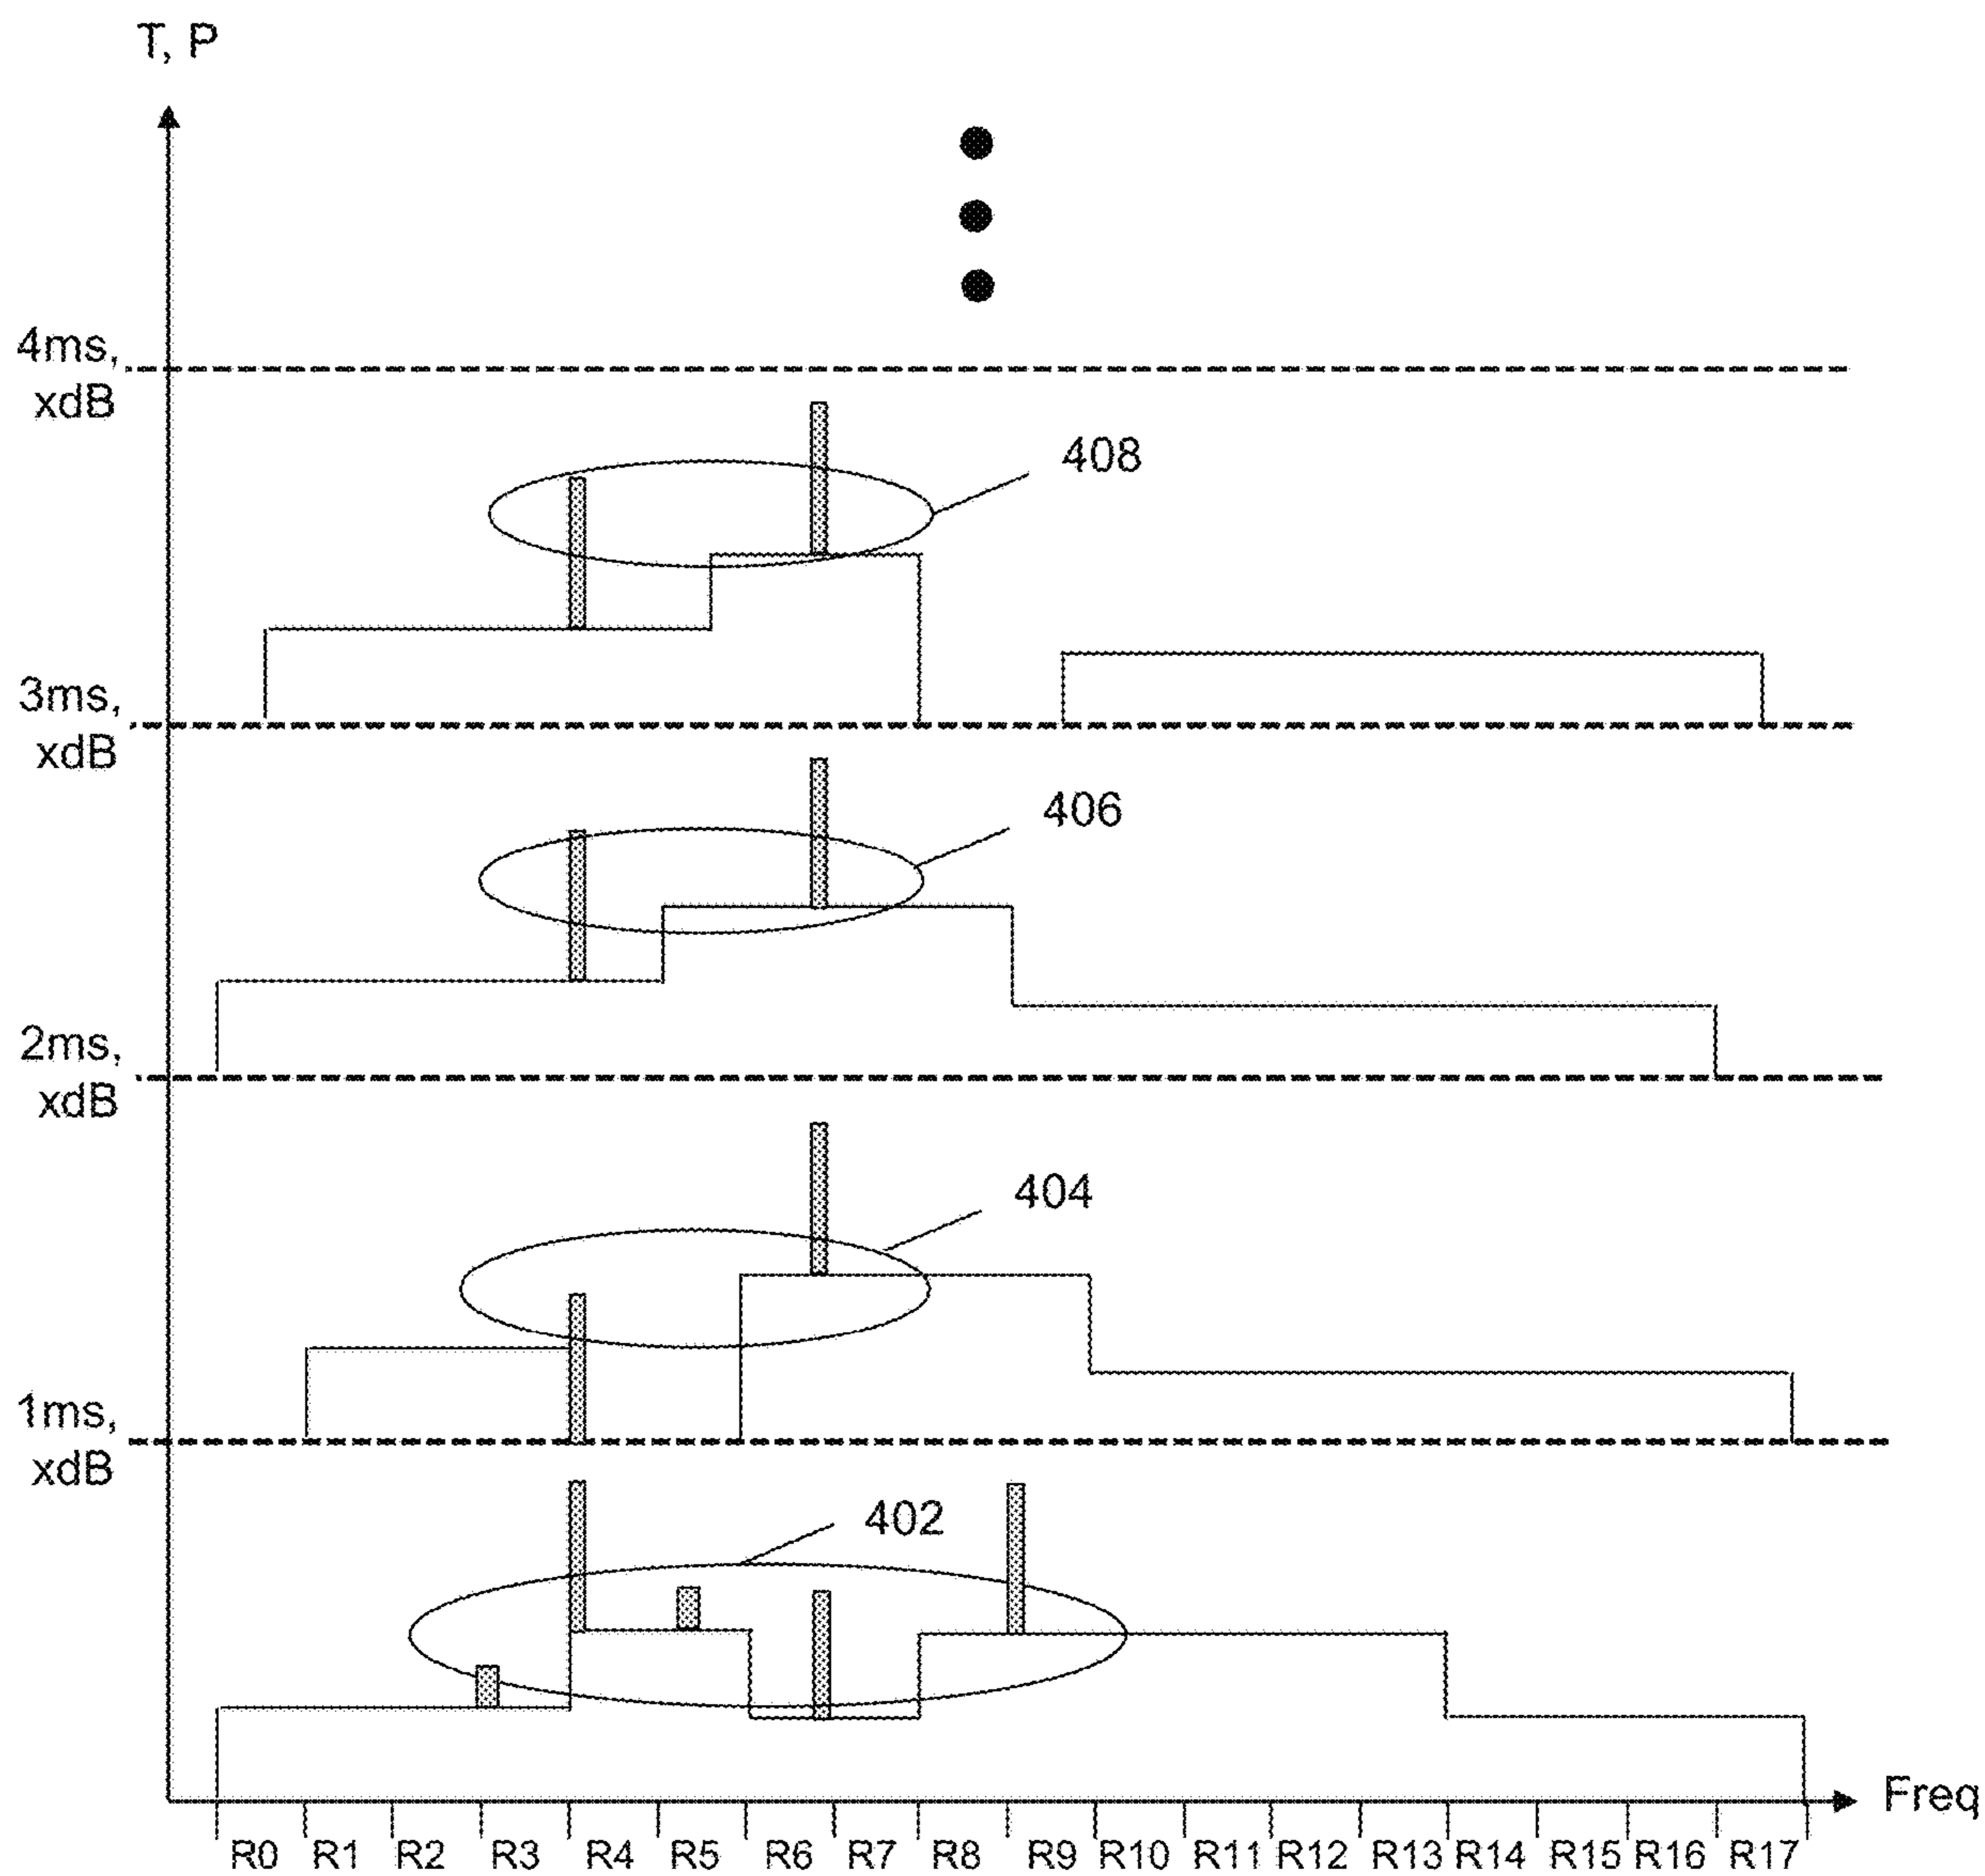 T, P
4ms,
xdB
408
3ms,
xdB
406
2ms,
xdB
404
1ms,
xdB
402
Freq
R0 R1 R2 R3 R4 R5 R6 R7 R8 R9 R10 R11 R12 R13 R14 R15 R16 R17